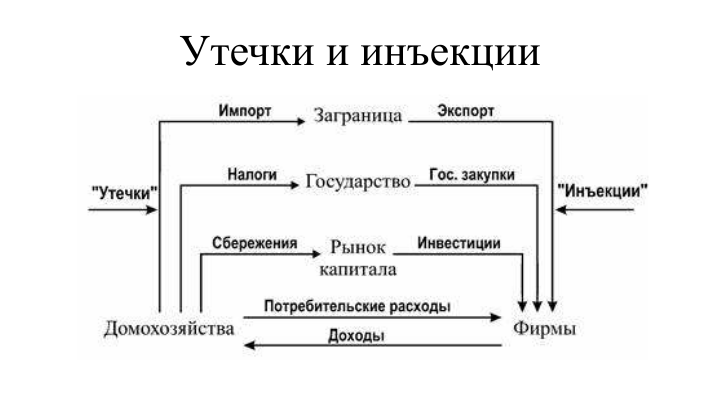 Утечки и инъекции
Импорт
Заграница
Экспорт
Налоги
Государство
Гос. закупки
"Утечки"
"Инъекции"
Сбережения
Рынок
капитала
Инвестиции
Потребительские расходы
Домохозяйства
Фирмы
Доходы